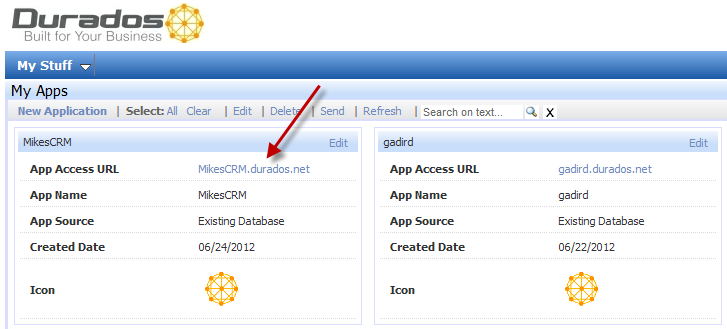 Durados
Built for Your Business
My Stuff
My Apps
New Application | Select: All Clear | Edit | Delete | Send | Refresh | Search on text... X
MikesCRM Edit
App Access URL MikesCRM.durados.net
App Name MikesCRM
App Source Existing Database
Created Date 06/24/2012
Icon
gadird Edit
App Access URL gadird.durados.net
App Name gadird
App Source Existing Database
Created Date 06/22/2012
Icon